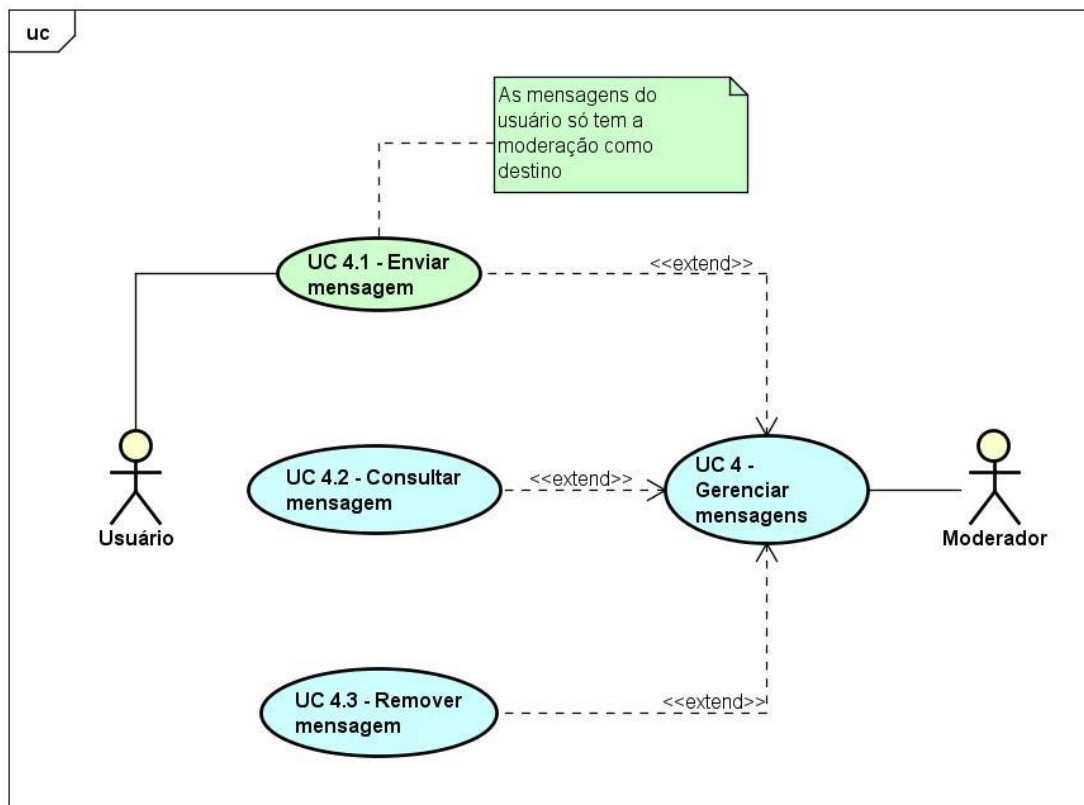 uc
As mensagens do
usuário só tem a
moderação como
destino
UC 4.1 - Enviar
mensagem
<<extend>>
UC 4.2 - Consultar
mensagem
<<extend>>
UC 4 -
Gerenciar
mensagens
Usuário
Moderador
UC 4.3 - Remover
mensagem
<<extend>>